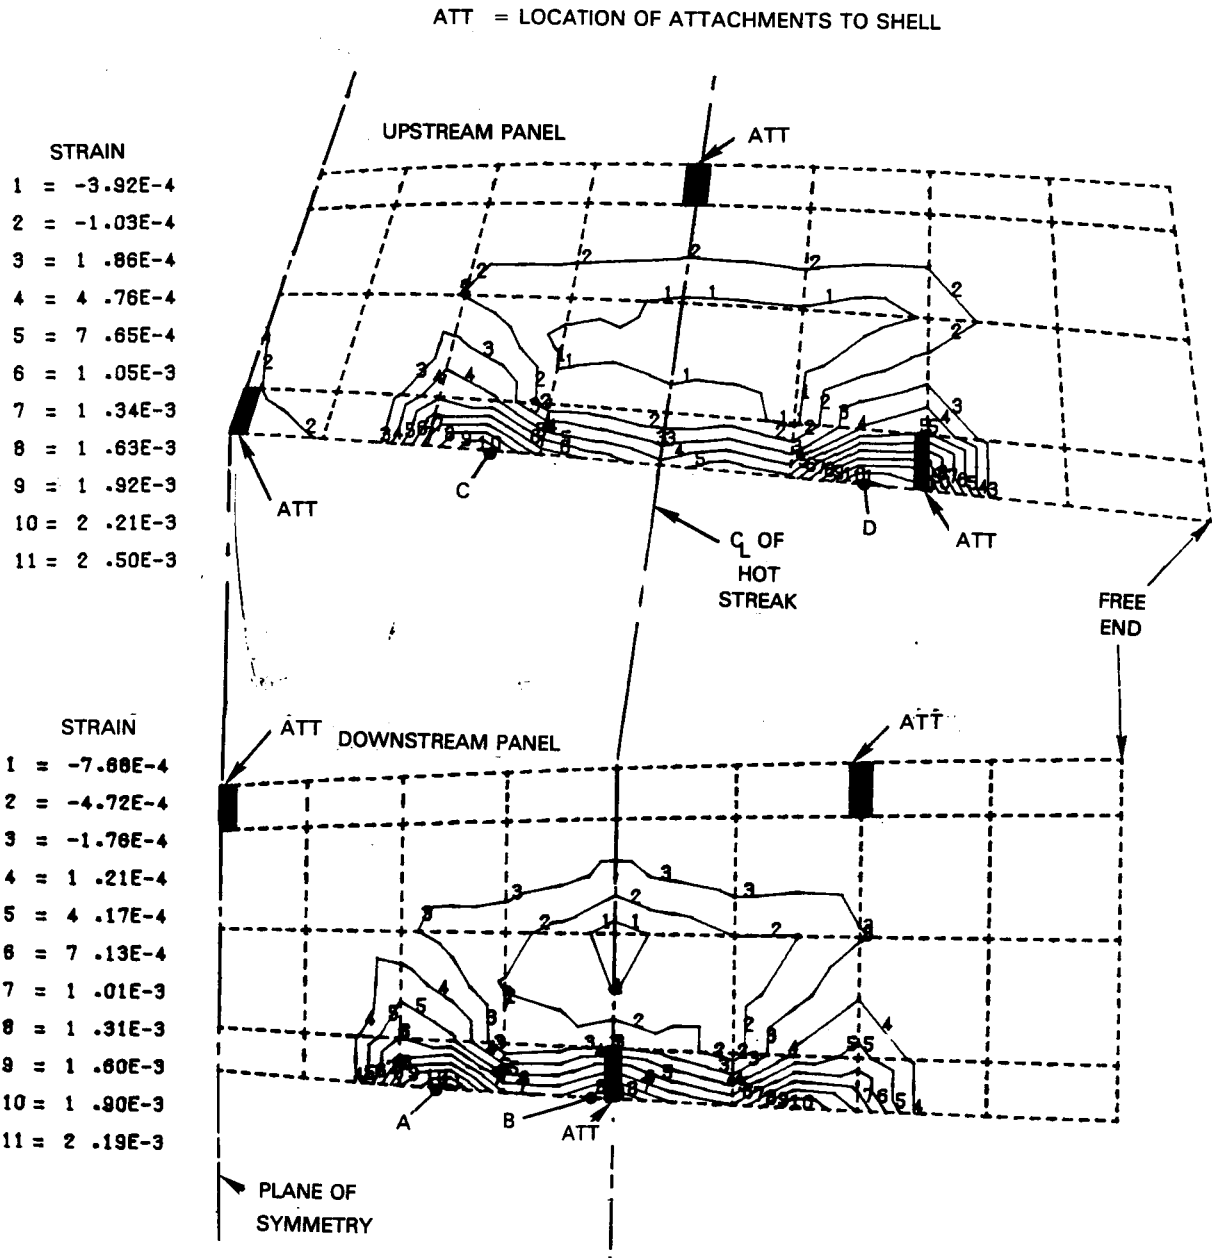 ATT = LOCATION OF ATTACHMENTS TO SHELL
UPSTREAM PANEL
ATT
STRAIN
1 = -3.92E-4
2 = -1.03E-4
3 = 1 .86E-4
4 = 4 .76E-4
5 = 7 .65E-4
6 = 1 .05E-3
7 = 1 .34E-3
8 = 1 .63E-3
9 = 1 .92E-3
10 = 2 .21E-3
11 = 2 .50E-3
C
D
ATT
ATT
CL OF
HOT
STREAK
FREE
END
STRAIN
1 = -7.68E-4
2 = -4.72E-4
3 = -1.76E-4
4 = 1 .21E-4
5 = 4 .17E-4
6 = 7 .13E-4
7 = 1 .01E-3
8 = 1 .31E-3
9 = 1 .60E-3
10 = 1 .90E-3
11 = 2 .19E-3
ATT
DOWNSTREAM PANEL
ATT
A
B
ATT
PLANE OF
SYMMETRY